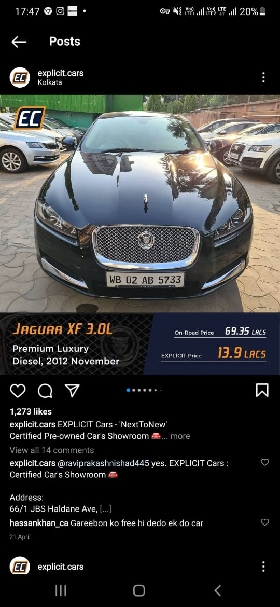 17:47
20%
Posts
EC
explicit.cars
Kolkata
EC
WB 02 AB 5733
JAGUAR XF 3.0L
Premium Luxury
Diesel, 2012 November
On-Road Price 69.35 LACS
EXPLICIT Price 13.9 LACS
1,273 likes
explicit.cars EXPLICIT Cars - 'NextToNew'
Certified Pre-owned Car's Showroom 🚘... more
View all 14 comments
explicit.cars @raviprakashnishad445 yes. EXPLICIT Cars :
Certified Car's Showroom 🚘
Address:
66/1 JBS Haldane Ave, [...]
hassankhan_ca Gareebon ko free hi dedo ek do car
21 April
EC
explicit.cars